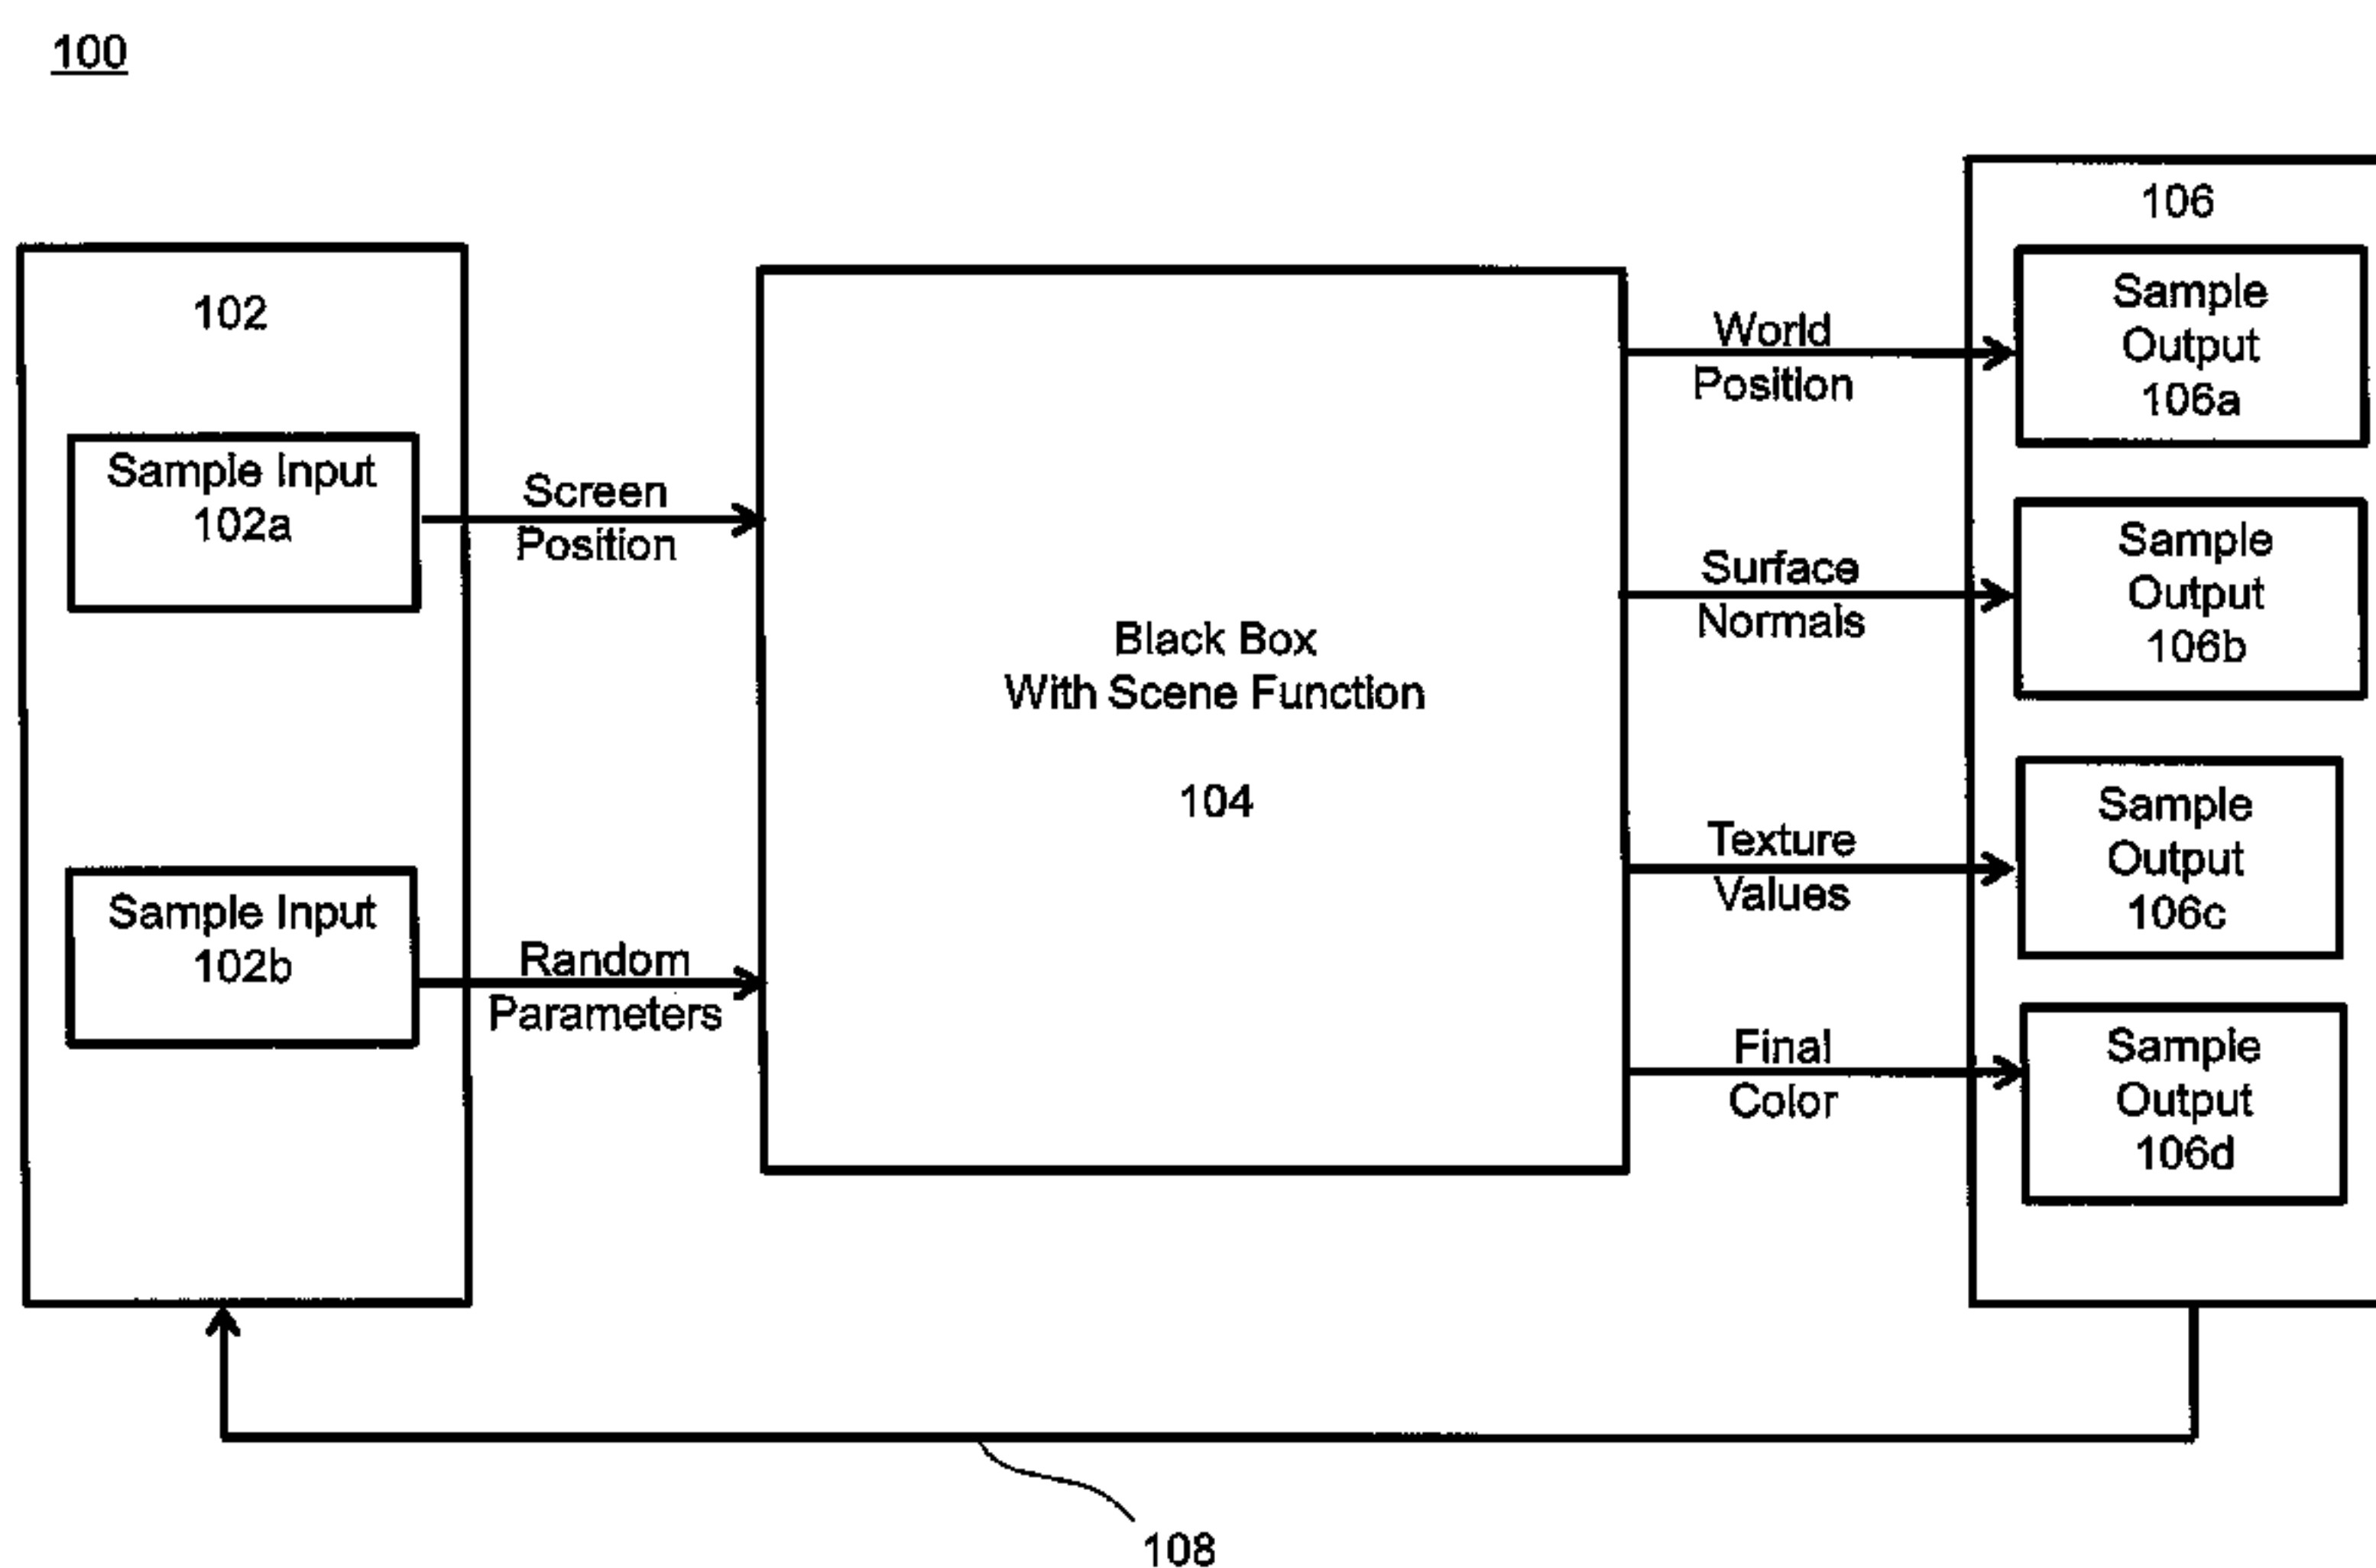 100
102
Sample Input
102a
Sample Input
102b
Screen
Position
Random
Parameters
Black Box
With Scene Function
104
World
Position
Surface
Normals
Texture
Values
Final
Color
106
Sample
Output
106a
Sample
Output
106b
Sample
Output
106c
Sample
Output
106d
108